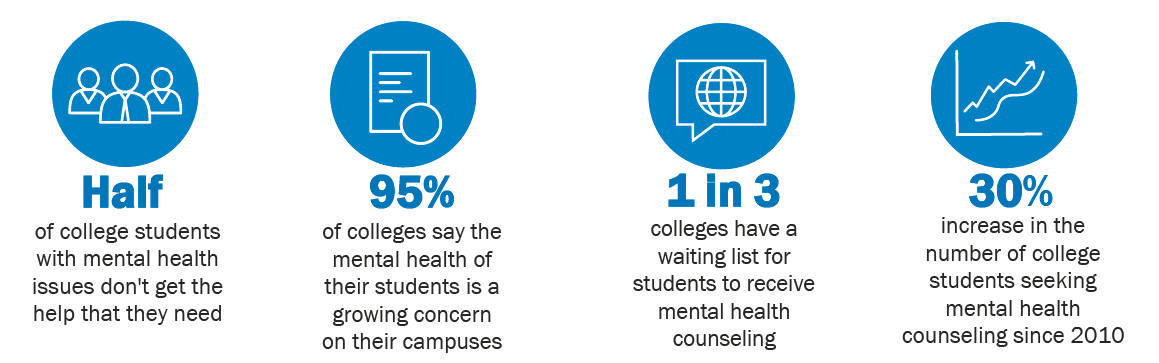 Half
of college students
with mental health
issues don't get the
help that they need
95%
of colleges say the
mental health of
their students is a
growing concern
on their campuses
1 in 3
colleges have a
waiting list for
students to receive
mental health
counseling
30%
increase in the
number of college
students seeking
mental health
counseling since 2010